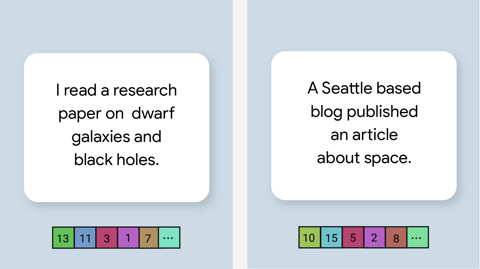 I read a research
paper on dwarf
galaxies and
black holes.
13 11 3 1 7 ...
A Seattle based
blog published
an article
about space.
10 15 5 2 8 ...